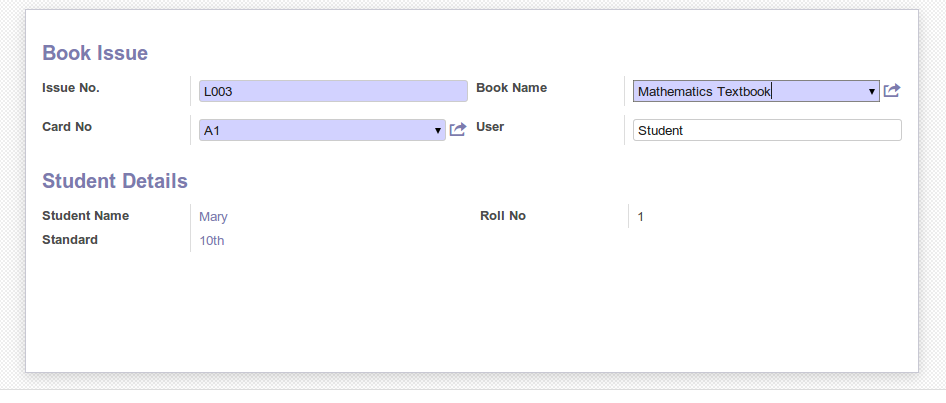 Book Issue
Issue No. L003 Book Name Mathematics Textbook
Card No A1 User Student
Student Details
Student Name Mary Roll No 1
Standard 10th